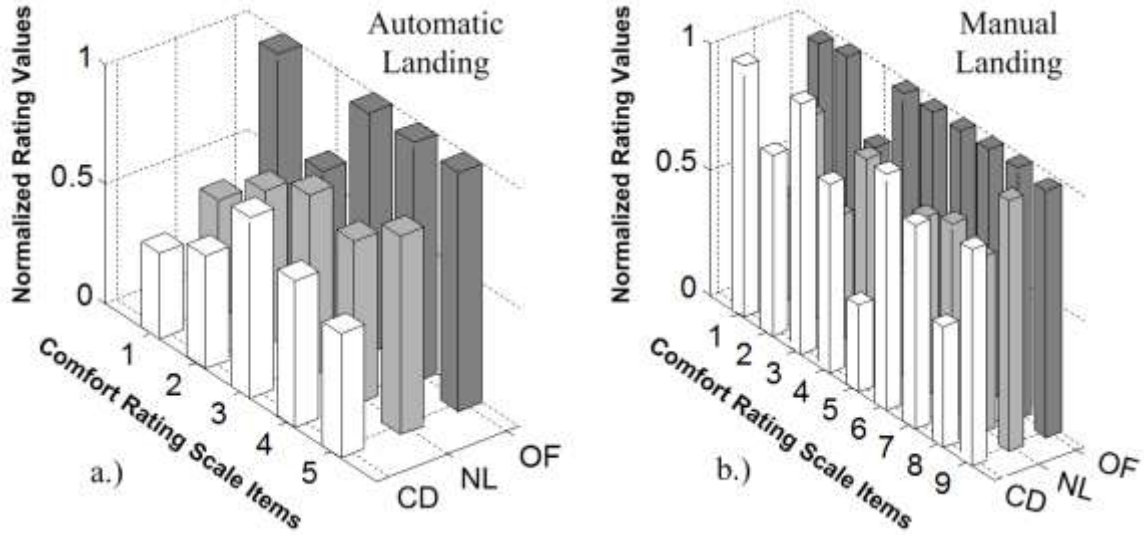 Automatic
Landing
Normalized Rating Values
1
0.5
0
1
2
3
4
5
Comfort Rating Scale Items
CD
NL
OF
a.)
Manual
Landing
Normalized Rating Values
1
0.5
0
1
2
3
4
5
6
7
8
9
Comfort Rating Scale Items
CD
NL
OF
b.)